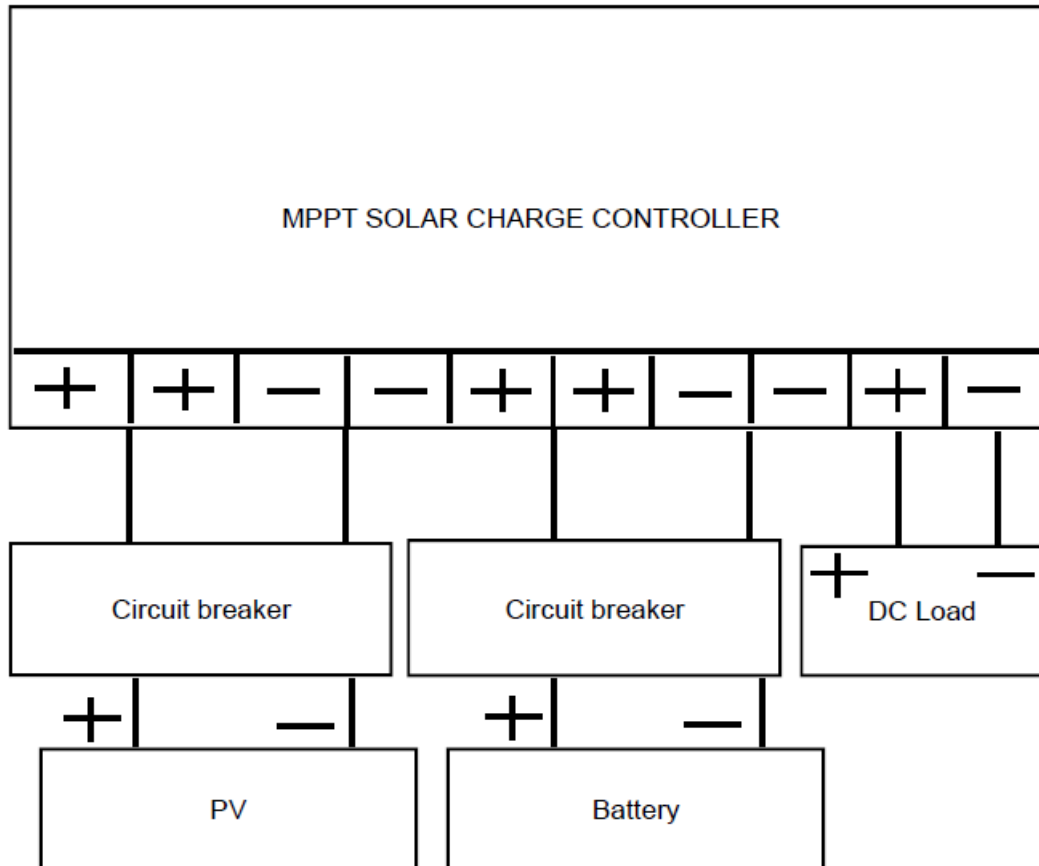 MPPT SOLAR CHARGE CONTROLLER
+ + − − + + − − + −
Circuit breaker Circuit breaker + − DC Load
+ − + −
PV Battery